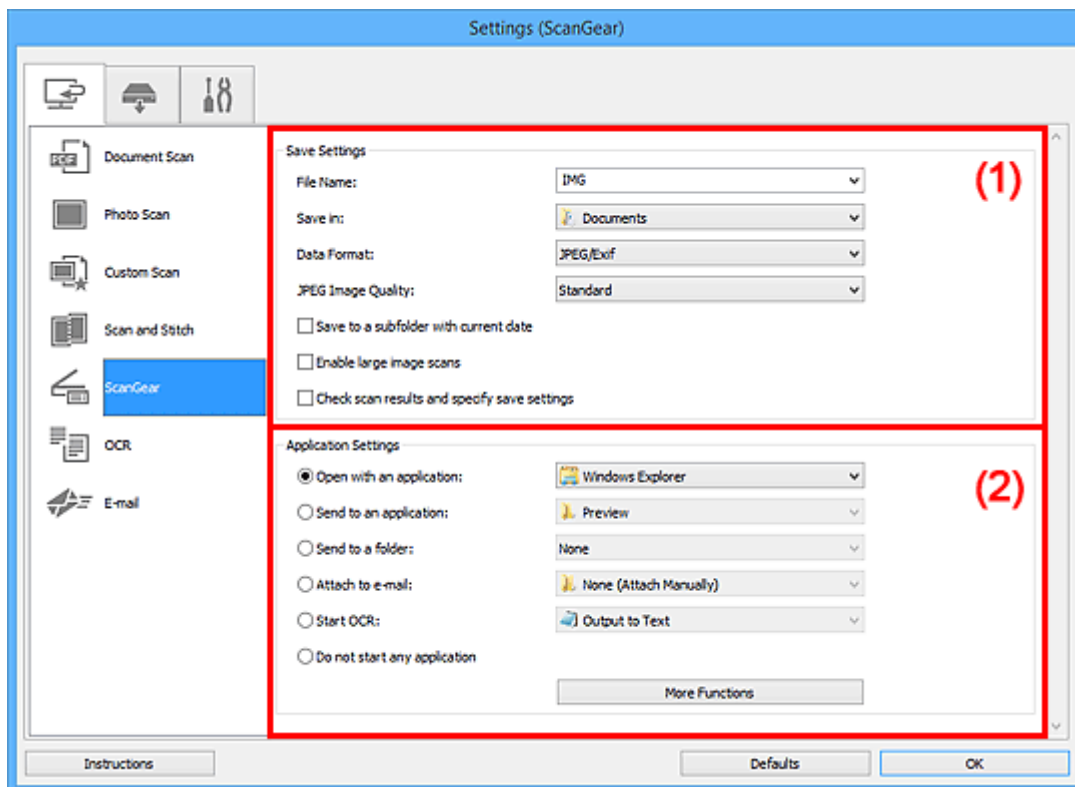 Settings (ScanGear)
PDF
Document Scan
Photo Scan
Custom Scan
Scan and Stitch
ScanGear
OCR
E-mail
Save Settings
(1)
File Name: IMG
Save in: Documents
Data Format: JPEG/Exif
JPEG Image Quality: Standard
Save to a subfolder with current date
Enable large image scans
Check scan results and specify save settings
Application Settings
(2)
Open with an application: Windows Explorer
Send to an application: Preview
Send to a folder: None
Attach to e-mail: None (Attach Manually)
Start OCR: Output to Text
Do not start any application
More Functions
Instructions Defaults OK